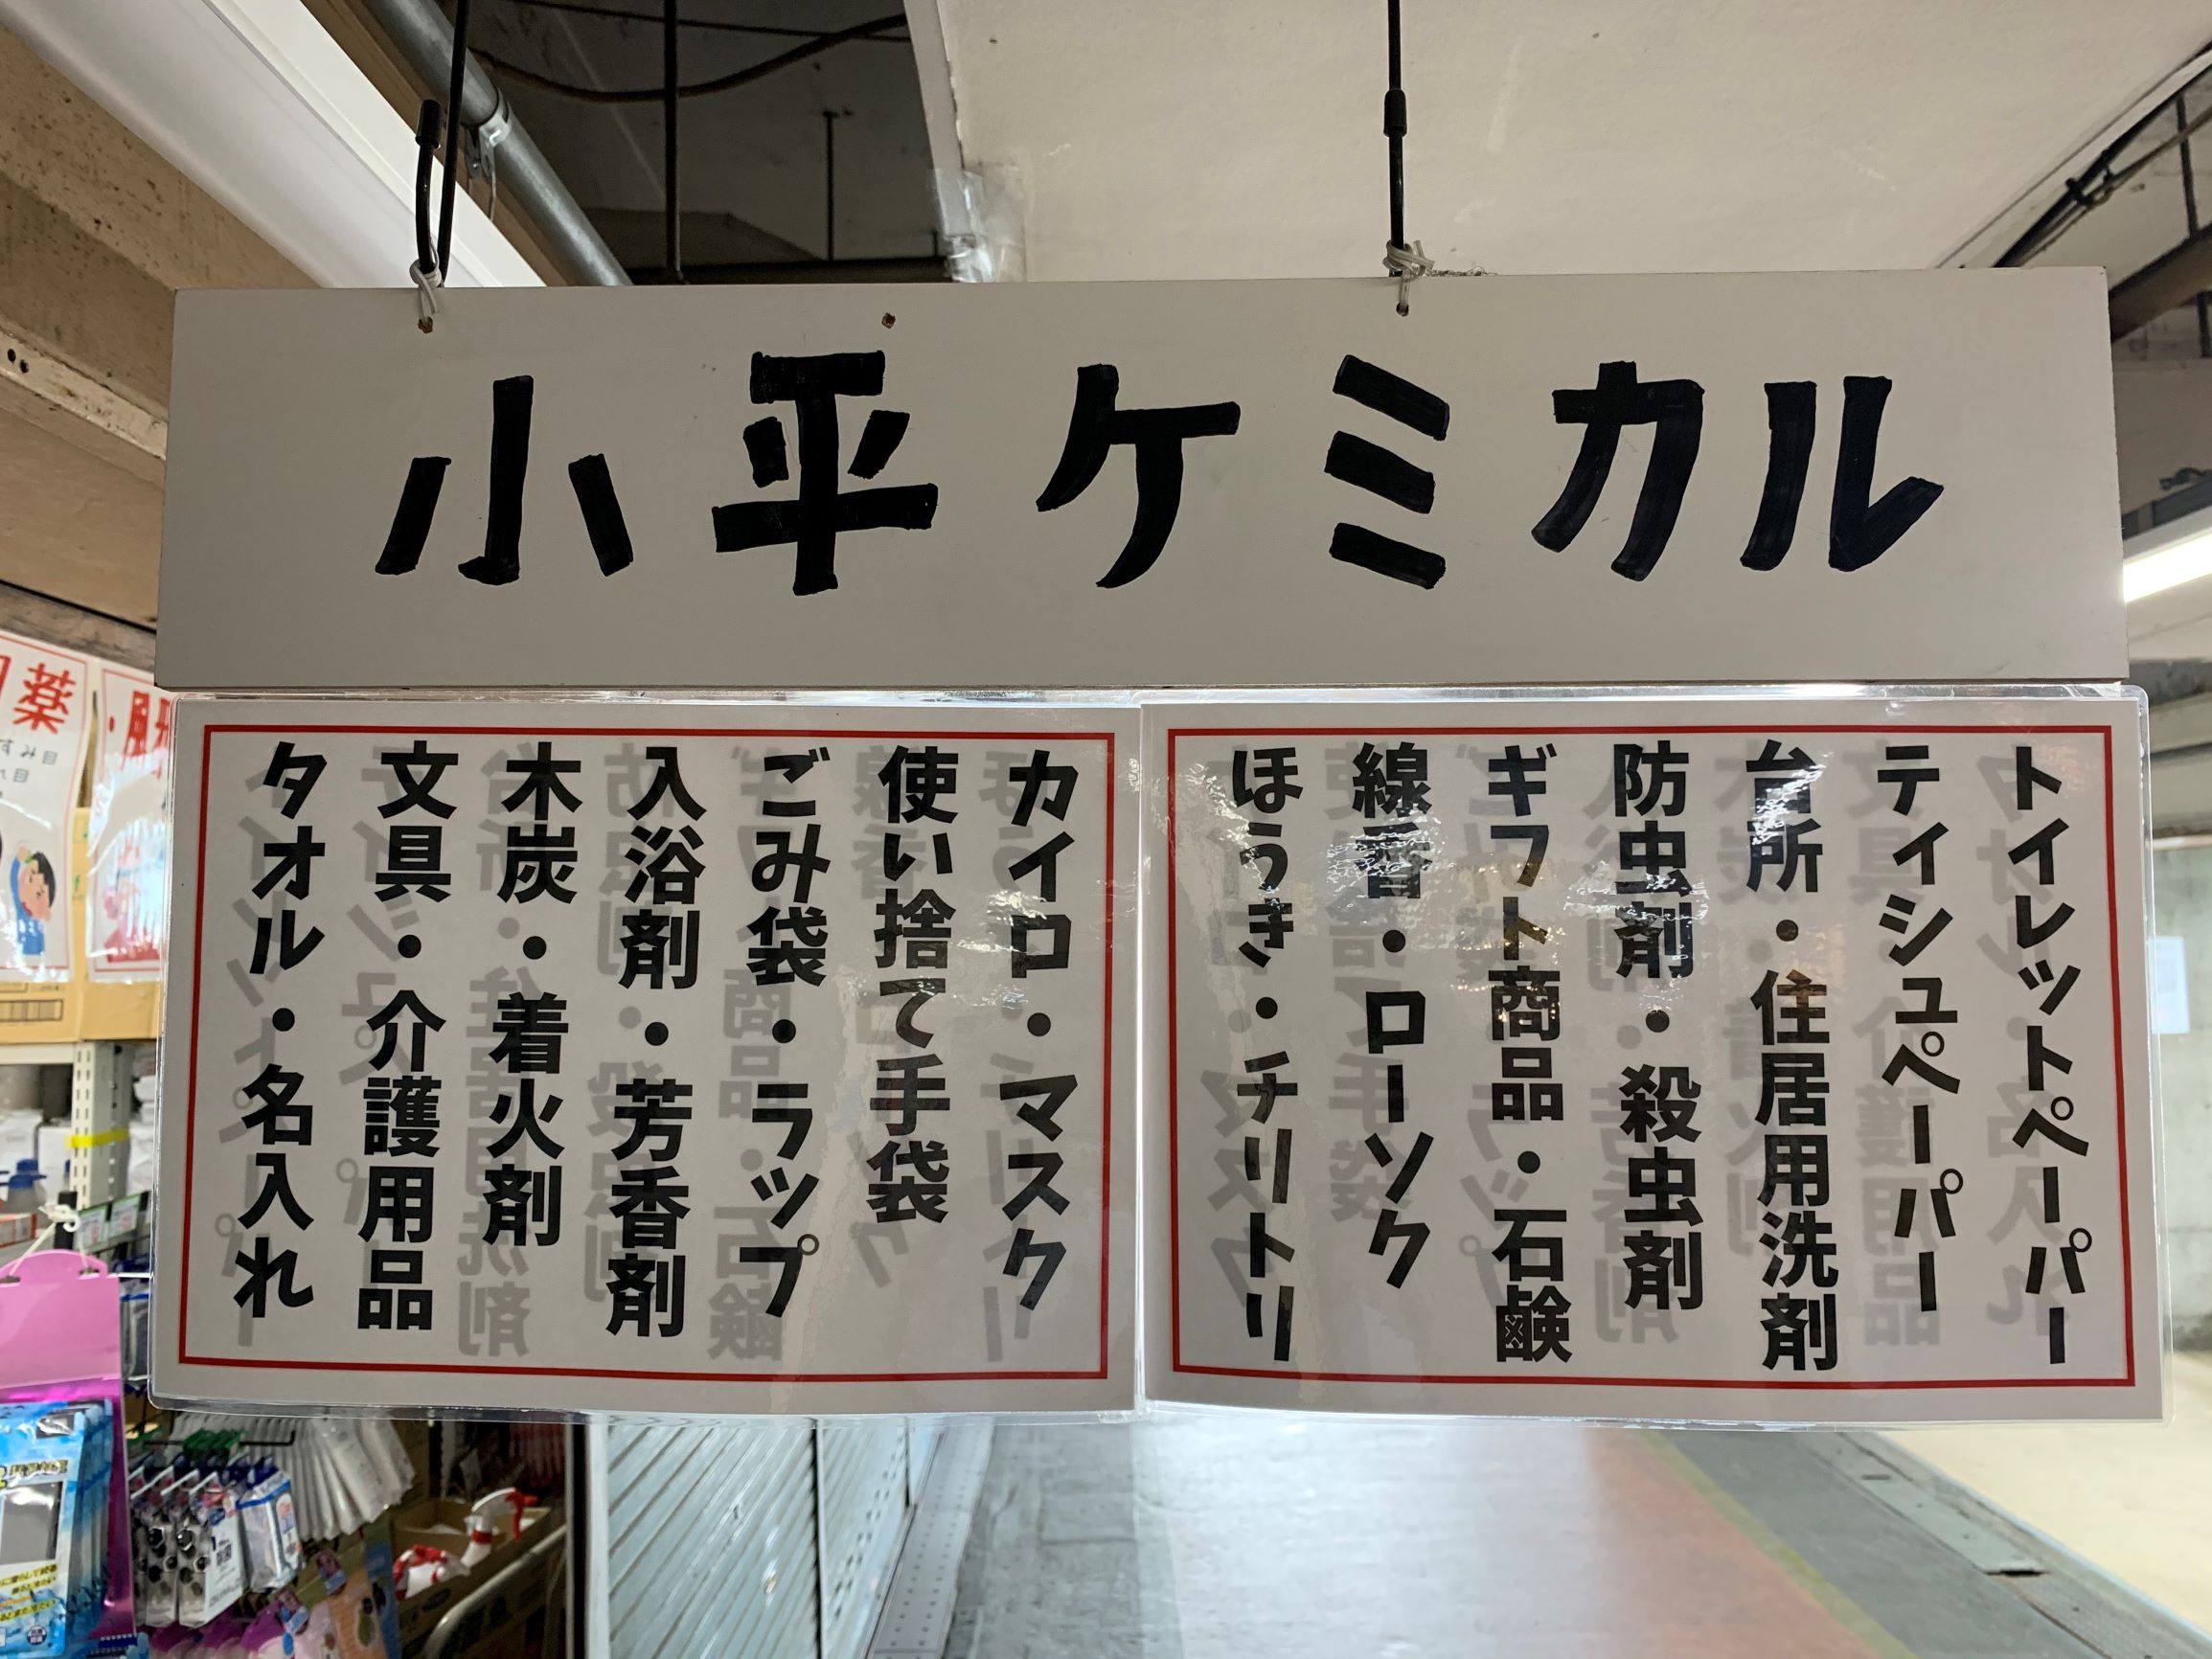 小平ケミカル
トイレットペーパー
ティシュペーパー
台所・住居用洗剤
防虫剤・殺虫剤
ギフト商品・石鹸
線香・ローソク
ほうき・チリトリ
カイロ・マスク
使い捨て手袋
ごみ袋・ラップ
入浴剤・芳香剤
木炭・着火剤
文具・介護用品
タオル・名入れ
薬